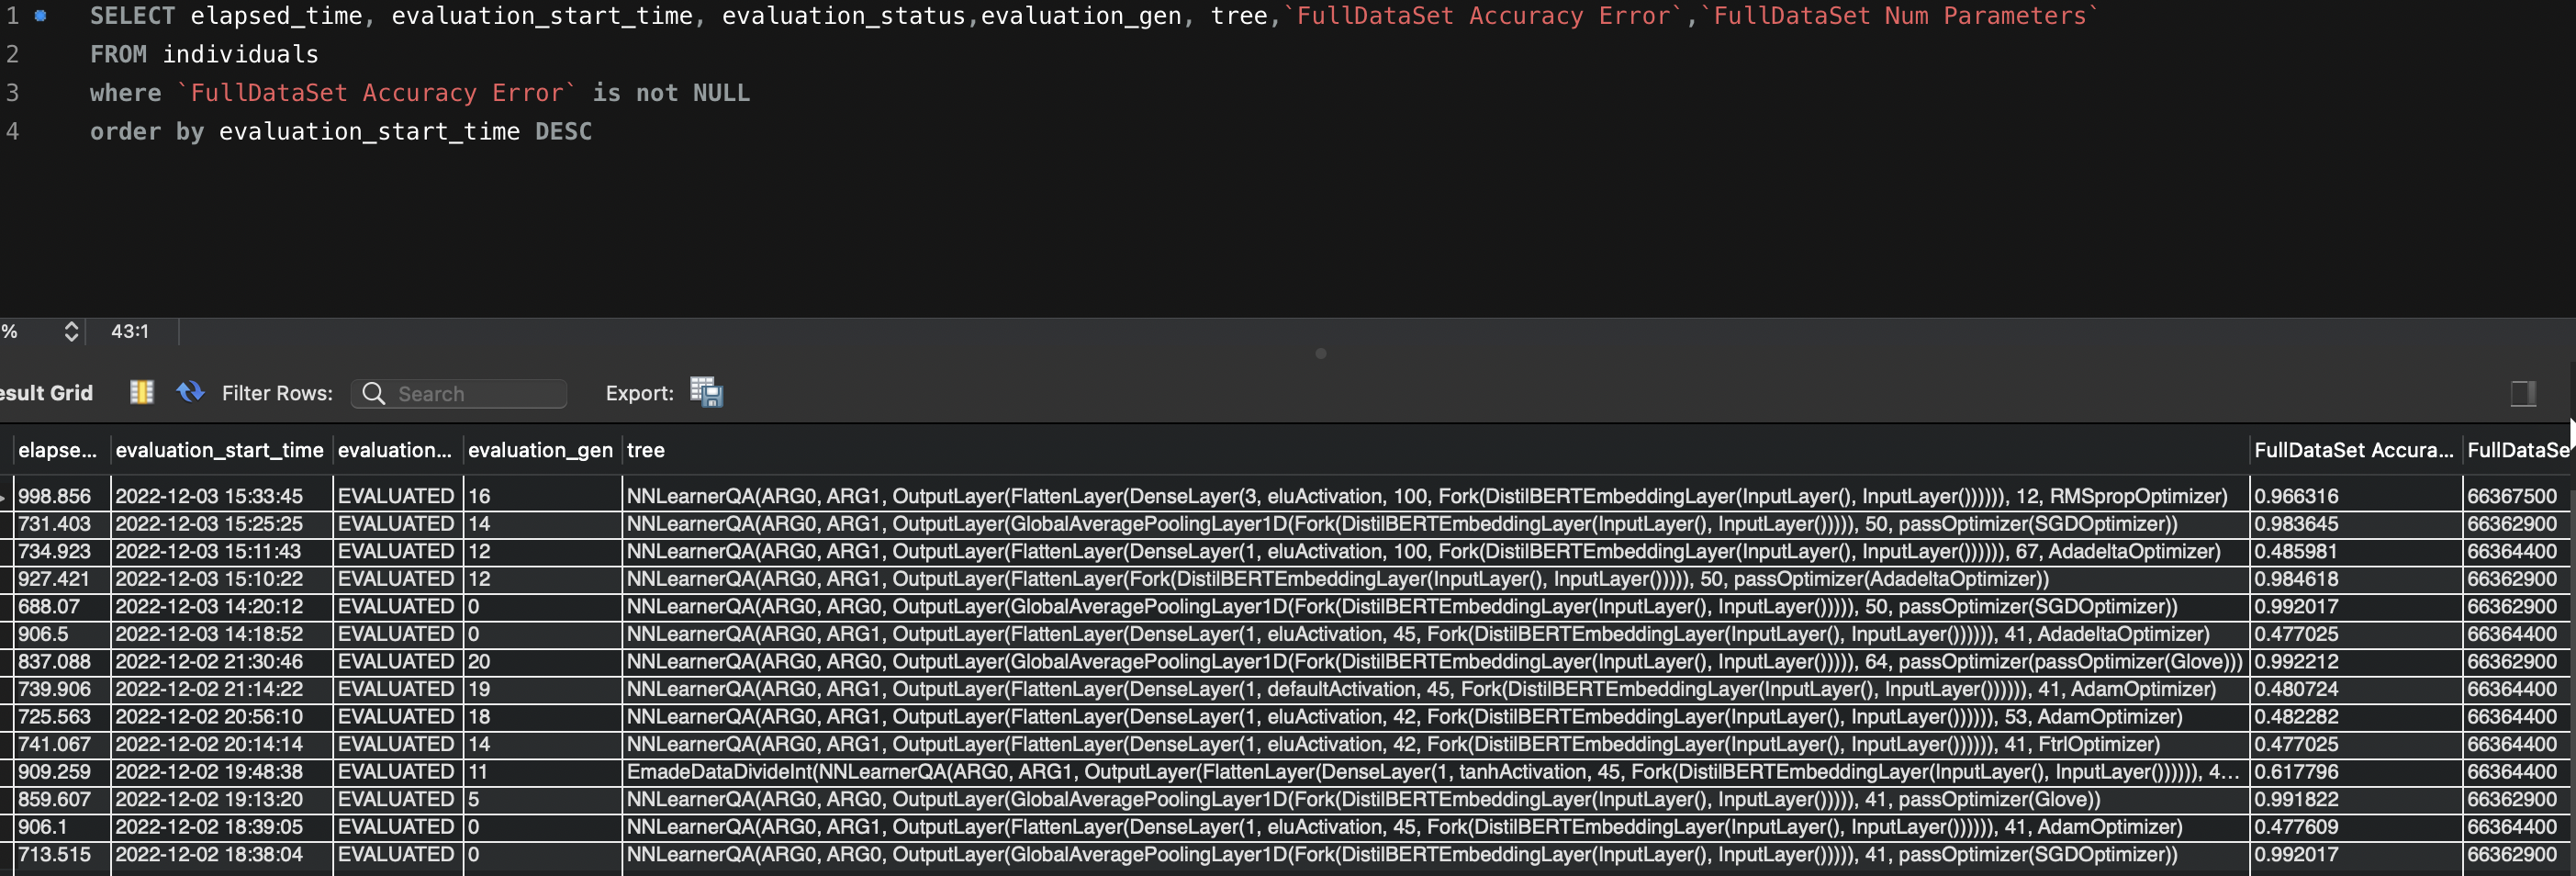 1 SELECT elapsed_time, evaluation_start_time, evaluation_status,evaluation_gen, tree,`FullDataSet Accuracy Error`,`FullDataSet Num Parameters`
2 FROM individuals
3 where `FullDataSet Accuracy Error` is not NULL
4 order by evaluation_start_time DESC
% 43:1
esult Grid Filter Rows: Search Export:
elapse... evaluation_start_time evaluation... evaluation_gen tree FullDataSet Accura... FullDataSe
998.856 2022-12-03 15:33:45 EVALUATED 16 NNLearnerQA(ARG0, ARG1, OutputLayer(FlattenLayer(DenseLayer(3, eluActivation, 100, Fork(DistilBERTEmbeddingLayer(InputLayer(), InputLayer()))))), 12, RMSpropOptimizer) 0.966316 66367500
731.403 2022-12-03 15:25:25 EVALUATED 14 NNLearnerQA(ARG0, ARG1, OutputLayer(GlobalAveragePoolingLayer1D(Fork(DistilBERTEmbeddingLayer(InputLayer(), InputLayer())))), 50, passOptimizer(SGDOptimizer)) 0.983645 66362900
734.923 2022-12-03 15:11:43 EVALUATED 12 NNLearnerQA(ARG0, ARG1, OutputLayer(FlattenLayer(DenseLayer(1, eluActivation, 100, Fork(DistilBERTEmbeddingLayer(InputLayer(), InputLayer()))))), 67, AdadeltaOptimizer) 0.485981 66364400
927.421 2022-12-03 15:10:22 EVALUATED 12 NNLearnerQA(ARG0, ARG1, OutputLayer(FlattenLayer(Fork(DistilBERTEmbeddingLayer(InputLayer(), InputLayer())))), 50, passOptimizer(AdadeltaOptimizer)) 0.984618 66362900
688.07 2022-12-03 14:20:12 EVALUATED 0 NNLearnerQA(ARG0, ARG0, OutputLayer(GlobalAveragePoolingLayer1D(Fork(DistilBERTEmbeddingLayer(InputLayer(), InputLayer())))), 50, passOptimizer(SGDOptimizer)) 0.992017 66362900
906.5 2022-12-03 14:18:52 EVALUATED 0 NNLearnerQA(ARG0, ARG1, OutputLayer(FlattenLayer(DenseLayer(1, eluActivation, 45, Fork(DistilBERTEmbeddingLayer(InputLayer(), InputLayer()))))), 41, AdadeltaOptimizer) 0.477025 66364400
837.088 2022-12-02 21:30:46 EVALUATED 20 NNLearnerQA(ARG0, ARG0, OutputLayer(GlobalAveragePoolingLayer1D(Fork(DistilBERTEmbeddingLayer(InputLayer(), InputLayer())))), 64, passOptimizer(passOptimizer(Glove))) 0.992212 66362900
739.906 2022-12-02 21:14:22 EVALUATED 19 NNLearnerQA(ARG0, ARG1, OutputLayer(FlattenLayer(DenseLayer(1, defaultActivation, 45, Fork(DistilBERTEmbeddingLayer(InputLayer(), InputLayer()))))), 41, AdamOptimizer) 0.480724 66364400
725.563 2022-12-02 20:56:10 EVALUATED 18 NNLearnerQA(ARG0, ARG1, OutputLayer(FlattenLayer(DenseLayer(1, eluActivation, 42, Fork(DistilBERTEmbeddingLayer(InputLayer(), InputLayer()))))), 53, AdamOptimizer) 0.482282 66364400
741.067 2022-12-02 20:14:14 EVALUATED 14 NNLearnerQA(ARG0, ARG1, OutputLayer(FlattenLayer(DenseLayer(1, eluActivation, 42, Fork(DistilBERTEmbeddingLayer(InputLayer(), InputLayer()))))), 41, FtrlOptimizer) 0.477025 66364400
909.259 2022-12-02 19:48:38 EVALUATED 11 EmadeDataDivideInt(NNLearnerQA(ARG0, ARG1, OutputLayer(FlattenLayer(DenseLayer(1, tanhActivation, 45, Fork(DistilBERTEmbeddingLayer(InputLayer(), InputLayer()))))), 4... 0.617796 66364400
859.607 2022-12-02 19:13:20 EVALUATED 5 NNLearnerQA(ARG0, ARG0, OutputLayer(GlobalAveragePoolingLayer1D(Fork(DistilBERTEmbeddingLayer(InputLayer(), InputLayer())))), 41, passOptimizer(Glove)) 0.991822 66362900
906.1 2022-12-02 18:39:05 EVALUATED 0 NNLearnerQA(ARG0, ARG1, OutputLayer(FlattenLayer(DenseLayer(1, eluActivation, 45, Fork(DistilBERTEmbeddingLayer(InputLayer(), InputLayer()))))), 41, AdamOptimizer) 0.477609 66364400
713.515 2022-12-02 18:38:04 EVALUATED 0 NNLearnerQA(ARG0, ARG0, OutputLayer(GlobalAveragePoolingLayer1D(Fork(DistilBERTEmbeddingLayer(InputLayer(), InputLayer())))), 41, passOptimizer(SGDOptimizer)) 0.992017 66362900